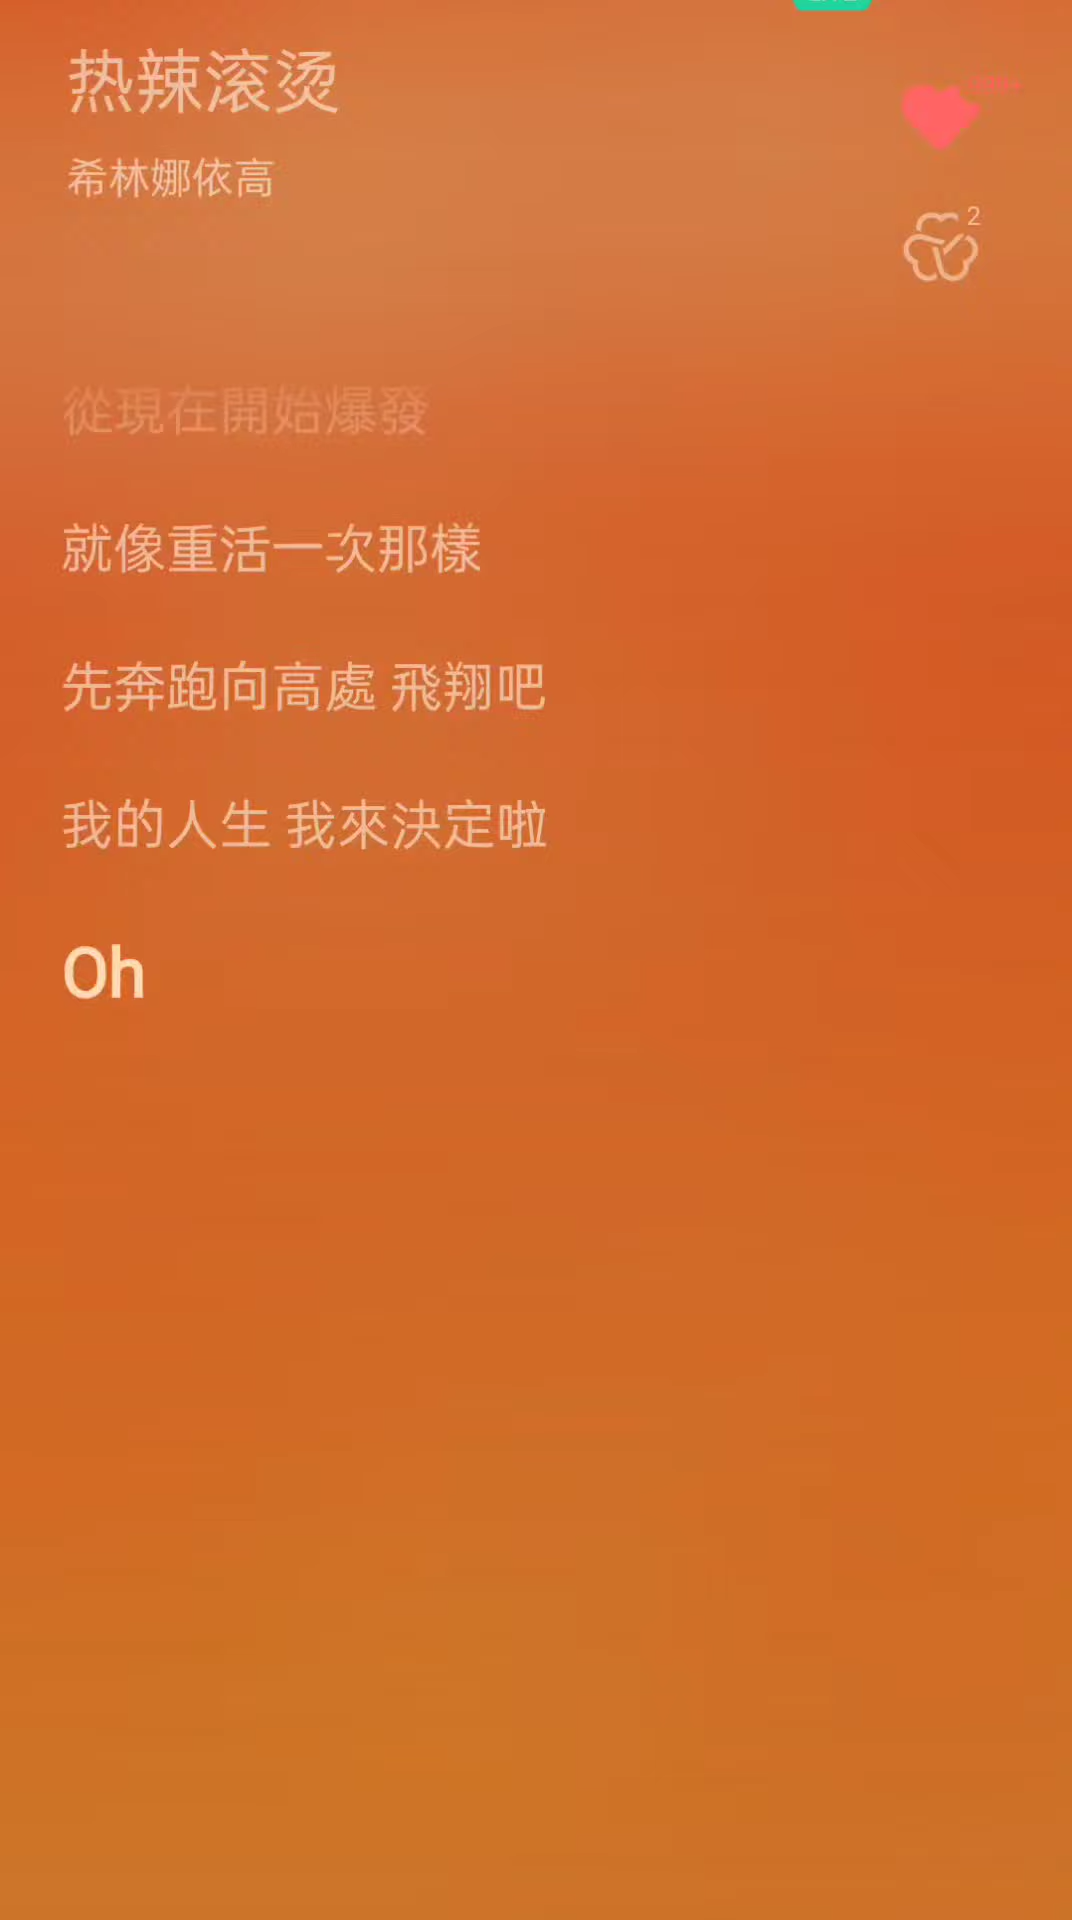 热辣滚烫
希林娜依高
2
從現在開始爆發
就像重活一次那樣
先奔跑向高處 飛翔吧
我的人生 我來決定啦
Oh